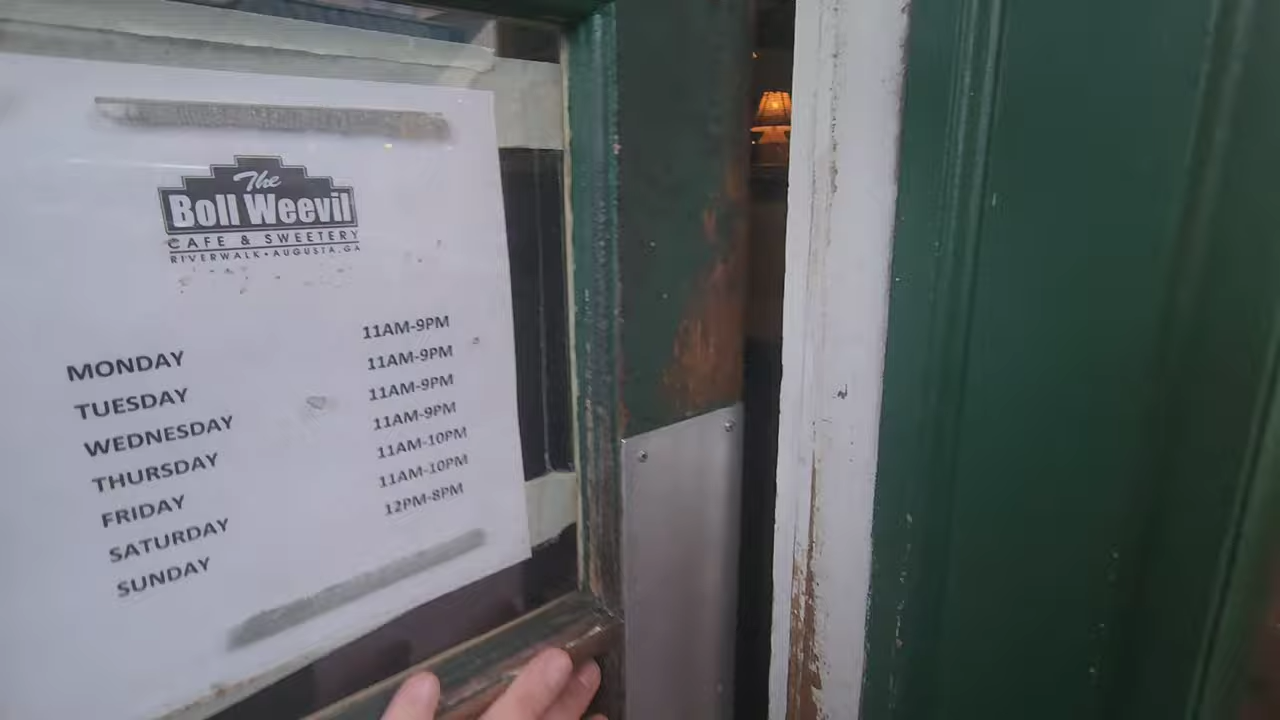 The
Boll Weevil
CAFE & SWEETERY
RIVERWALK•AUGUSTA,GA
MONDAY 11AM-9PM
TUESDAY 11AM-9PM
WEDNESDAY 11AM-9PM
THURSDAY 11AM-9PM
FRIDAY 11AM-10PM
SATURDAY 11AM-10PM
SUNDAY 12PM-8PM